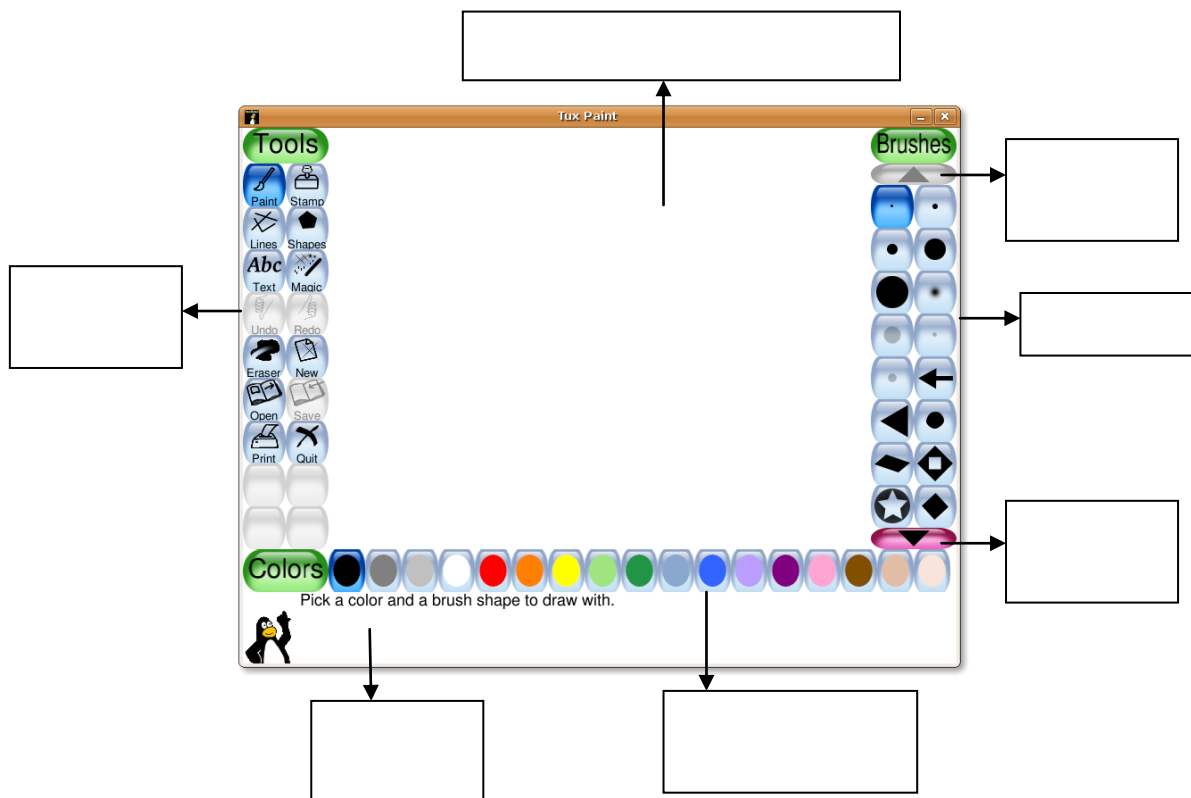 Tux Paint
Tools
Brushes
Paint Stamp
Lines Shapes
Abc
Text Magic
Undo Redo
Eraser New
Open Save
Print Quit
Colors
Pick a color and a brush shape to draw with.